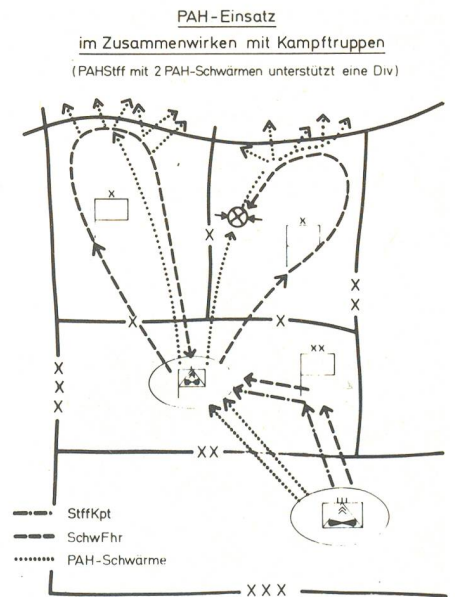 PAH-Einsatz
im Zusammenwirken mit Kampftruppen
(PAHStff mit 2 PAH-Schwärmen unterstützt eine Div)
x
x
X
X
X
X
X
xx
X
X
X
XX
StffKpt
SchwFhr
PAH-Schwärme
XXX